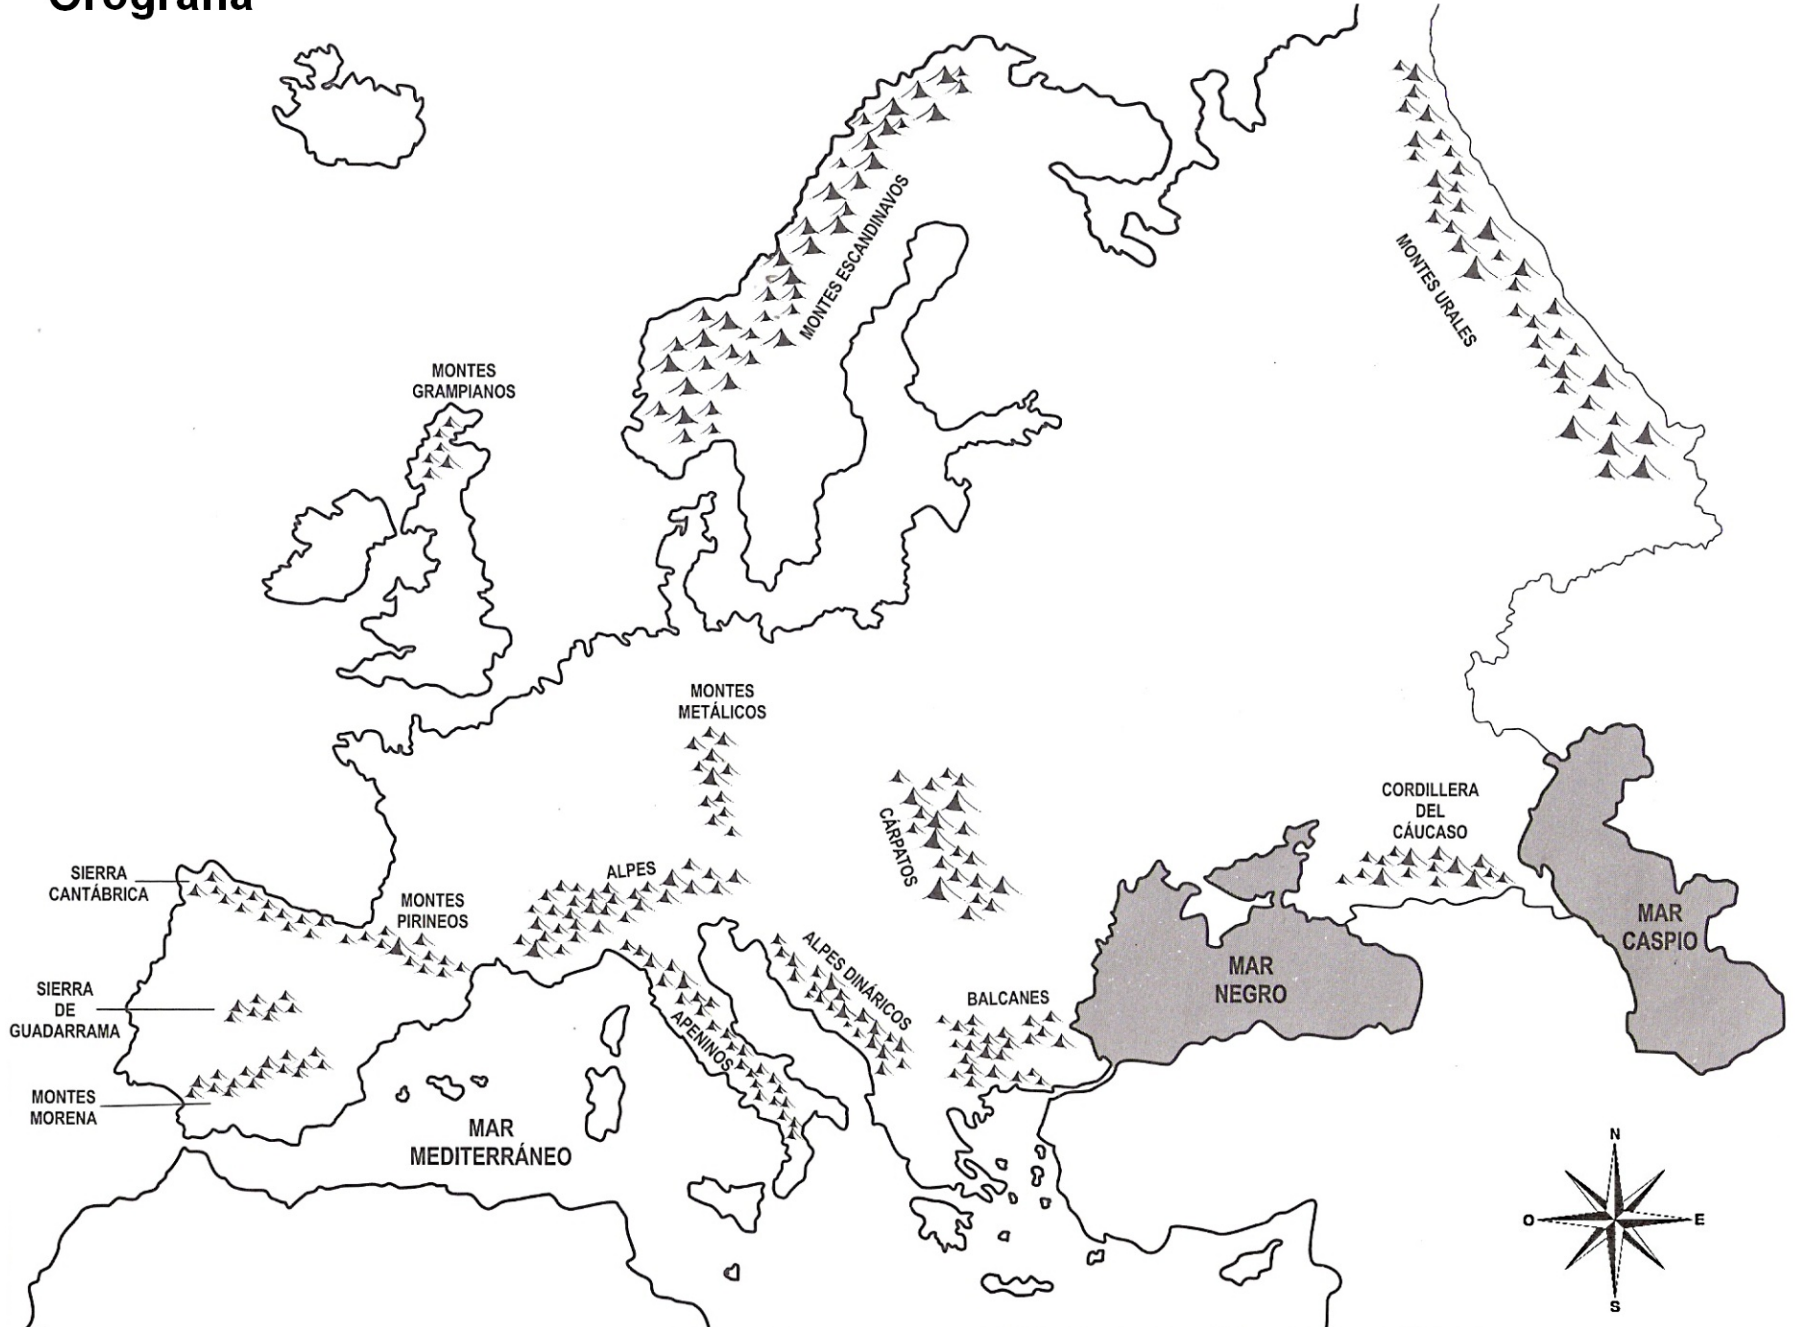 Orografía
MONTES ESCANDINAVOS
MONTES URALES
MONTES
GRAMPIANOS
MONTES
METÁLICOS
CORDILLERA
DEL
CÁUCASO
CÁRPATOS
SIERRA
CANTÁBRICA
ALPES
MONTES
PIRINEOS
MAR
CASPIO
ALPES DINÁRICOS
MAR
NEGRO
SIERRA
DE
GUADARRAMA
BALCANES
APENINOS
MONTES
MORENA
MAR
MEDITERRÁNEO
N
O
E
S